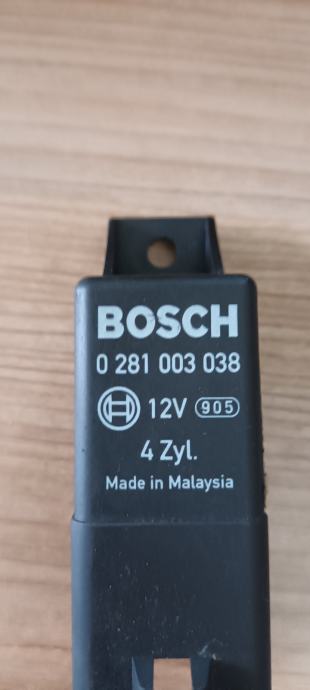 BOSCH
0 281 003 038
12V 905
4 Zyl.
Made in Malaysia